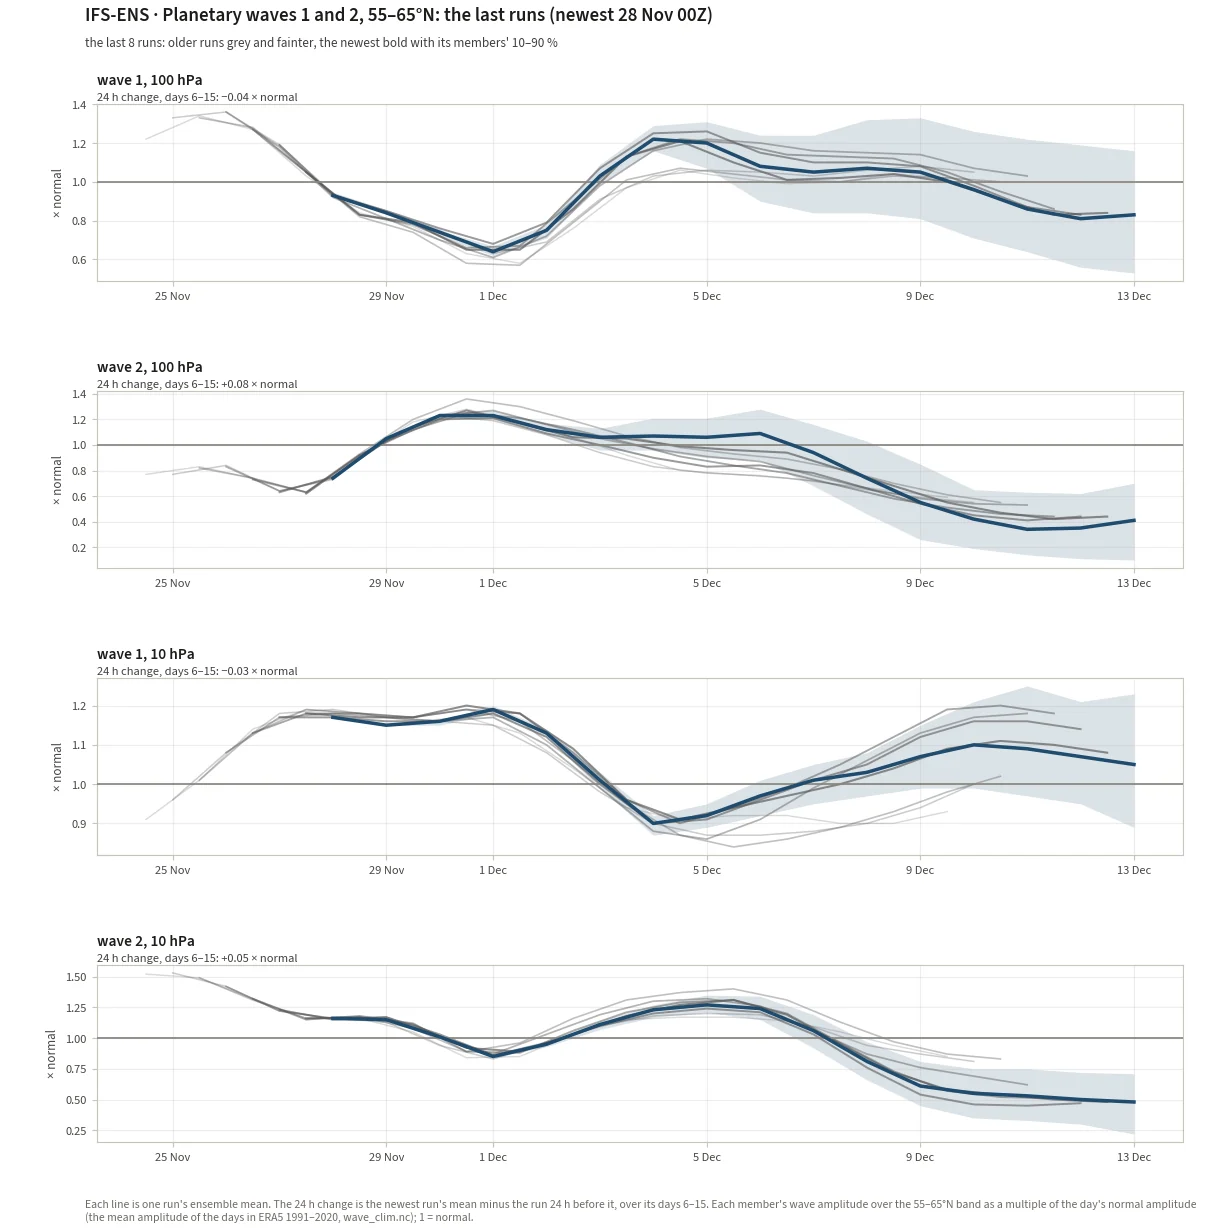 IFS-ENS · Planetary waves 1 and 2, 55–65°N: the last runs (newest 28 Nov 00Z)
the last 8 runs: older runs grey and fainter, the newest bold with its members' 10–90 %
wave 1, 100 hPa
24 h change, days 6–15: −0.04 × normal
1.4
1.2
1.0
0.8
0.6
× normal
25 Nov
29 Nov
1 Dec
5 Dec
9 Dec
13 Dec
wave 2, 100 hPa
24 h change, days 6–15: +0.08 × normal
1.4
1.2
1.0
0.8
0.6
0.4
0.2
× normal
25 Nov
29 Nov
1 Dec
5 Dec
9 Dec
13 Dec
wave 1, 10 hPa
24 h change, days 6–15: −0.03 × normal
1.2
1.1
1.0
0.9
× normal
25 Nov
29 Nov
1 Dec
5 Dec
9 Dec
13 Dec
wave 2, 10 hPa
24 h change, days 6–15: +0.05 × normal
1.50
1.25
1.00
0.75
0.50
0.25
× normal
25 Nov
29 Nov
1 Dec
5 Dec
9 Dec
13 Dec
Each line is one run's ensemble mean. The 24 h change is the newest run's mean minus the run 24 h before it, over its days 6–15. Each member's wave amplitude over the 55–65°N band as a multiple of the day's normal amplitude
(the mean amplitude of the days in ERA5 1991–2020, wave_clim.nc); 1 = normal.